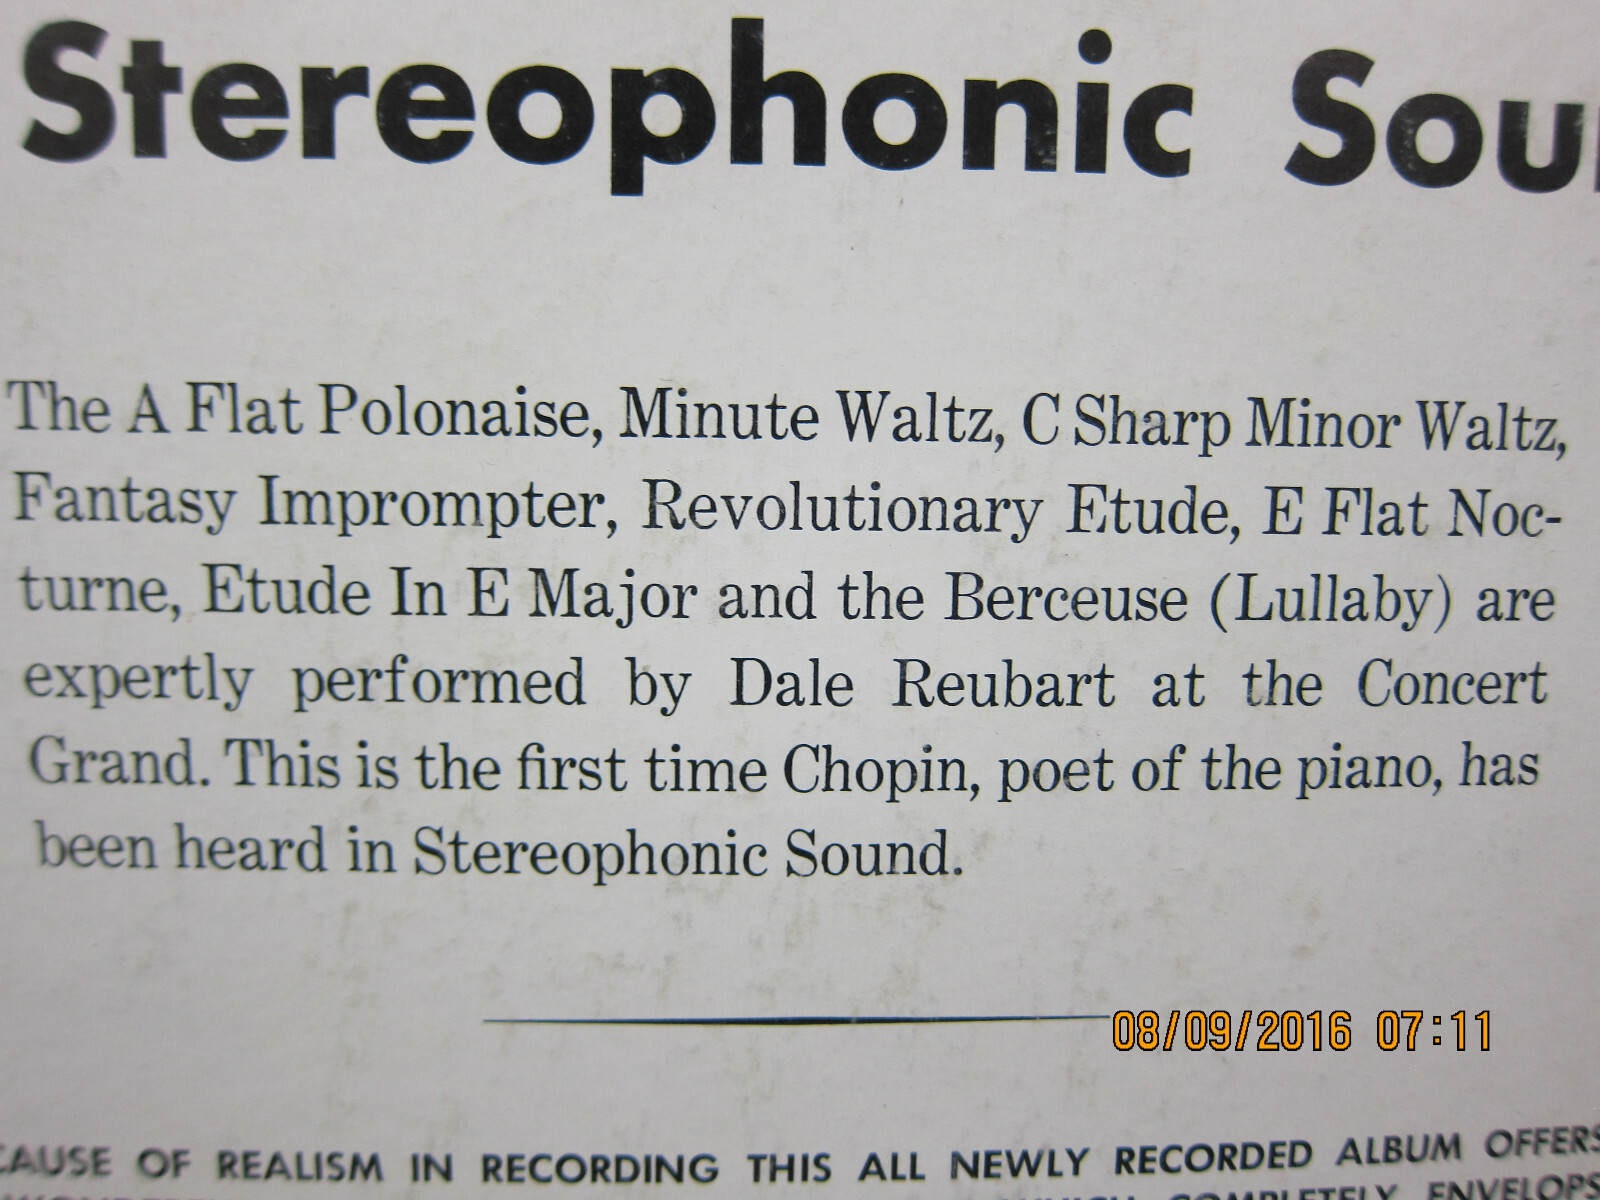 Stereophonic Sou
The A Flat Polonaise, Minute Waltz, C Sharp Minor Waltz,
Fantasy Imprompter, Revolutionary Etude, E Flat Noc-
turne, Etude In E Major and the Berceuse (Lullaby) are
expertly performed by Dale Reubart at the Concert
Grand. This is the first time Chopin, poet of the piano, has
been heard in Stereophonic Sound.
08/09/2016 07:11
CAUSE OF REALISM IN RECORDING THIS ALL NEWLY RECORDED ALBUM OFFERS
COMPLETELY ENVELOPS